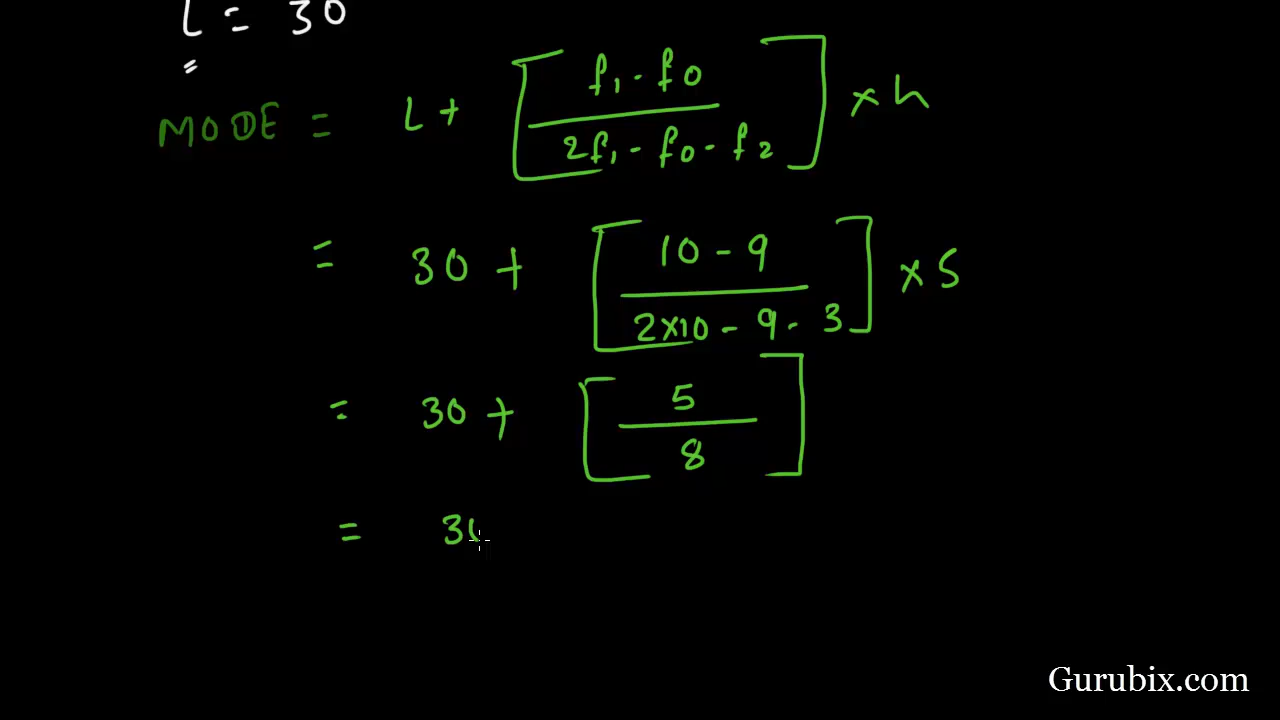 L = 30
=
MODE = L + [ f₁ - f₀ / 2f₁ - f₀ - f₂ ] × h
= 30 + [ 10 - 9 / 2×10 - 9 - 3 ] × 5
= 30 + [ 5 / 8 ]
= 3
Gurubix.com